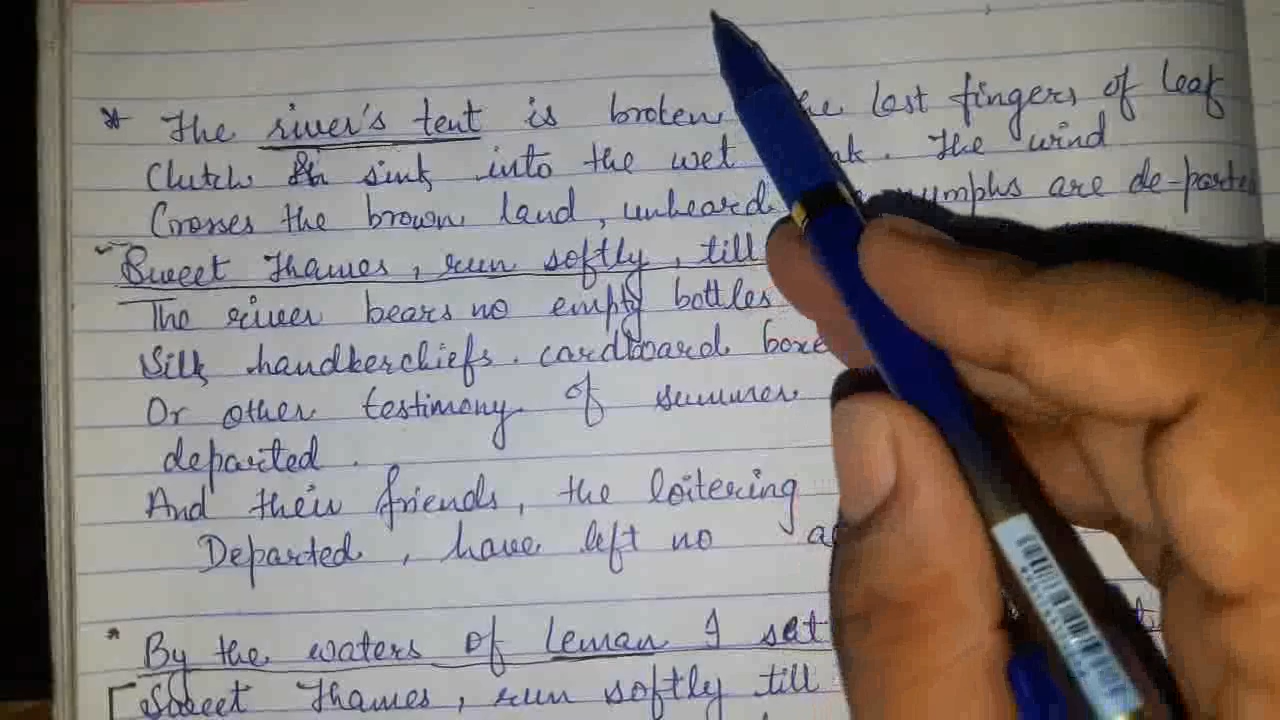 * The river's tent is broken, the last fingers of leaf
Clutch & sink into the wet . The wind
Crosses the brown land, unheard nymphs are de-parted
Sweet Thames, run softly, till
The river bears no empty bottles
Silk handkerchiefs. cardboard boxe
Or other testimony of summer
departed.
And their friends, the loitering
Departed, have left no
* By the waters of Leman I sat
Sweet Thames, run softly till